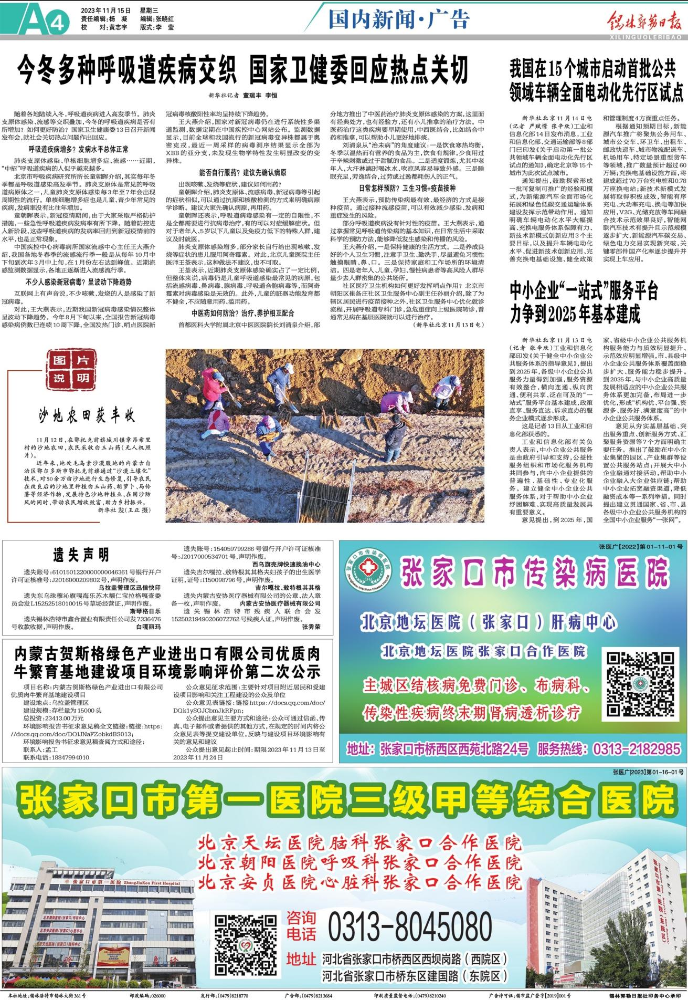 A4
2023年11月15日 星期三
责任编辑：杨 凝 编辑：张晓红
校 对：黄志宇 版式：李 莹
国内新闻·广告
锡林郭勒日报
XILINGUOLERIBAO
今冬多种呼吸道疾病交织 国家卫健委回应热点关切
新华社记者 董瑞丰 李恒
随着各地陆续入冬，呼吸道疾病进入高发季节。肺炎
支原体感染、流感等交织叠加，今冬的呼吸道疾病是否有
所增加？如何更好防治？国家卫生健康委13日召开新闻
发布会，就社会关切热点问题作出回应。
呼吸道疾病增多？发病水平总体正常
肺炎支原体感染、单核细胞增多症、流感……近期，
“中招”呼吸道疾病的人似乎越来越多。
北京市呼吸疾病研究所所长童朝晖介绍，其实每年冬
季都是呼吸道感染高发季节。肺炎支原体是常见的呼吸
道病原体之一，儿童肺炎支原体感染每3年至7年会出现
周期性的流行。单核细胞增多症也是儿童、青少年常见的
疾病，发病率没有比往年增加。
童朝晖表示，新冠疫情期间，由于大家采取严格防护
措施，一些急性呼吸道疾病发病率有所下降。随着防控进
入新阶段，这些呼吸道疾病的发病率回归到新冠疫情前的
水平，也是正常现象。
中国疾控中心病毒病所国家流感中心主任王大燕介
绍，我国各地冬春季的流感流行季一般是从每年10月中
下旬到次年3月中上旬，在1月份左右达到峰值。近期流
感监测数据显示，各地正逐渐进入流感流行季。
不少人感染新冠病毒？呈波动下降趋势
互联网上有声音说，不少咳嗽、发烧的人是感染了新
冠病毒。
对此，王大燕表示，近期我国新冠病毒感染情况整体
呈波动下降趋势。今年8月下旬以来，全国报告新冠病毒
感染病例数已连续10周下降，全国发热门诊、哨点医院新
冠病毒核酸阳性率均呈持续下降趋势。
王大燕介绍，国家对新冠病毒仍在进行系统性多渠
道监测，数据定期在中国疾控中心网站公布。监测数据
显示，目前全球和我国流行的新冠病毒变异株都属于奥
密克戎，最近一周采样的病毒测序结果显示全部为
XBB的亚分支，未发现生物学特性发生明显改变的变
异株。
能否自行服药？建议先确认病原
出现咳嗽、发烧等症状，建议如何用药？
童朝晖介绍，肺炎支原体、流感病毒、新冠病毒等引起
的症状相似，可以通过抗原和核酸检测的方式来明确病原
学诊断。建议大家先确认病原，再用药。
童朝晖还表示，呼吸道病毒感染有一定的自限性，不
是全都需要进行抗病毒治疗，有的可以对症缓解症状。但
对于老年人、5岁以下儿童以及免疫力低下的特殊人群，建
议及时就医。
肺炎支原体感染增多，部分家长自行给出现咳嗽、发
烧等症状的患儿服用阿奇霉素。对此，北京儿童医院主任
医师王荃表示，这种做法不建议，也不可取。
王荃表示，近期肺炎支原体感染确实占了一定比例，
但整体来说，病毒仍是儿童呼吸道感染最常见的病原，包
括流感病毒、鼻病毒、腺病毒、呼吸道合胞病毒等，而阿奇
霉素对病毒感染是无效的。此外，儿童的脏器功能发育都
不健全，不应随意用药、滥用药。
中医药如何防治？治疗、养护相互配合
首都医科大学附属北京中医医院院长刘清泉介绍，部
分地方推出了中医药治疗肺炎支原体感染的方案，这里面
有经典处方，也有经验方，还有小儿推拿的治疗方法。中
医药治疗这类疾病要早期使用，中西医结合，比如结合中
药和推拿，可以帮助小儿更好地排痰。
刘清泉从“治未病”的角度建议：一是饮食寒热均衡，
冬季以温热而有营养的食品为主，饮食有规律，少食用过
于辛辣刺激或过于甜腻的食品。二是适度锻炼，尤其中老
年人，大汗淋漓时喝冰水、吹凉风容易导致外感。三是睡
眠充足，劳逸结合，过劳或过逸都耗伤人的正气。
日常怎样预防？卫生习惯+疫苗接种
王大燕表示，预防传染病最有效、最经济的方式是接
种疫苗。通过接种流感疫苗，可以有效减少感染、发病和
重症发生的风险。
部分呼吸道疾病没有针对性的疫苗。王大燕表示，通
过掌握常见呼吸道传染病的基本知识，在日常生活中采取
科学的预防方法，能够降低发生感染和传播的风险。
王大燕介绍，一是保持健康的生活方式。二是养成良
好的个人卫生习惯，注意手卫生、勤洗手，尽量避免习惯性
触摸眼睛、鼻、口。三是保持家庭和工作场所的环境清
洁。四是老年人、儿童、孕妇、慢性病患者等高风险人群尽
量少去人群密集的公共场所。
社区医疗卫生机构如何更好发挥哨点作用？北京市
朝阳区崔各庄社区卫生服务中心副主任孙丽介绍，除了为
辖区居民进行疫苗接种之外，社区卫生服务中心优化就诊
流程，开展呼吸道专科门诊，急危重症向上级医院转诊，普
通常见病在基层医院就可以进行治疗。
（新华社北京11月13日电）
我国在15个城市启动首批公共
领域车辆全面电动化先行区试点
新华社北京11月14日电
（记者 严赋憬 张辛欣）工业和
信息化部14日发布消息，工业
和信息化部、交通运输部等8部
门已印发《关于启动第一批公
共领域车辆全面电动化先行区
试点的通知》，确定北京等15个
城市为此次试点城市。
通知提出，鼓励探索形成
一批可复制可推广的经验和模
式，为新能源汽车全面市场化
拓展和绿色低碳交通运输体系
建设发挥示范带动作用。通知
明确车辆电动化水平大幅提
高、充换电服务体系保障有力、
新技术新模式创新应用3个主
要目标，以及提升车辆电动化
水平、促进新技术创新应用、完
善充换电基础设施、健全政策
和管理制度4方面重点任务。
根据通知预期目标，新能
源汽车推广将聚焦公务用车、
城市公交车、环卫车、出租车、
邮政快递车、城市物流配送车、
机场用车、特定场景重型货车
等领域，推广数量预计超过60
万辆；充换电基础设施方面，将
建成超过70万台充电桩和0.78
万座换电站；新技术新模式发
展将取得积极成效，智能有序
充电、大功率充电、换电等加快
应用，V2G、光储充放等车网融
合技术示范效果良好，智能网
联汽车技术有提升且示范规模
逐步扩大，新能源汽车碳交易、
绿色电力交易实现新突破，关
键零部件国产化率逐步提升并
实现上车应用。
中小企业“一站式”服务平台
力争到2025年基本建成
新华社北京11月13日电
（记者 张辛欣）工业和信息化
部印发《关于健全中小企业公
共服务体系的指导意见》，提出
到2025年，各级中小企业公共
服务力量得到加强，服务资源
有效整合，横向连通、纵向贯
通、便利共享、泛在可及的“一
站式”服务平台基本建成，政策
直享、服务直达、诉求直办的服
务企业模式逐步形成。
这是记者13日从工业和信
息化部获悉的。
工业和信息化部有关负
责人表示，中小企业公共服务
是由政府引导和支持，公益性
服务组织和市场化服务机构
共同参与，向中小企业提供的
普遍性、基础性、专业化服
务。建立健全中小企业公共
服务体系，对于帮助中小企业
纾困解难、实现高质量发展具
有重要意义。
意见提出，到2025年，国
家、省级中小企业公共服务机
构服务能力与质效明显提升、
示范效应明显增强，市、县级中
小企业公共服务体系覆盖面稳
步扩大、服务能力稳步提升。
到2035年，与中小企业高质量
发展相适应的中小企业公共服
务体系更加完备，布局进一步
优化，形成“机构优、平台强、资
源多、服务好、满意度高”的中
小企业公共服务体系。
意见从夯实基层基础、突
出服务重点、创新服务方式、汇
聚服务资源等7个方面明确主
要任务。推出了鼓励在中小企
业集聚的园区、产业集群等设
置公共服务站点；开展大中小
企业融通对接活动，帮助中小
企业融入大企业供应链；帮助
中小企业拓宽融资渠道，降低
融资成本等一系列举措。同时
提出建立贯通国家、省、市、县
各级中小企业公共服务机构的
全国中小企业服务“一张网”。
图片说明
沙地农田获丰收
11月12日，在鄂托克前旗城川镇章昂希里
村的沙地农田，农民采收白玉山药（无人机照
片）。
近年来，地处毛乌素沙漠腹地的内蒙古自
治区鄂尔多斯市鄂托克前旗通过“沙漠土壤化”
技术，对50余万亩沙地进行生态修复，引导农民
在改良后的沙地里种植白玉山药、胡萝卜、马铃
薯等经济作物，发展特色沙地种植业，在固沙防
风的同时，带动农民增收致富，助力乡村振兴。
新华社 发（王正 摄）
遗失声明
遗失账号：6101501220000000046361号银行开户
许可证核准号：J2016000209802号，声明作废。
乌拉盖管理区迅信快印
遗失东乌珠穆沁旗嘎海乐苏木额仁宝拉格嘎查委
员会发L15252518010015号草场经营证，声明作废。
斯琴格日乐
遗失锡林浩特市鑫合置业有限责任公司发7336476
号收款收据，声明作废。 白嘎丽玛
遗失账号：154059799286号银行开户许可证核准
号：J2017000534701号，声明作废。
西乌旗壳牌快速换油中心
遗失吉尔嘎拉、敖特根其其格夫妇孩子的出生医学
证明，证号：I150098796号，声明作废。
吉尔嘎拉、敖特根其其格
遗失内蒙古安协医疗器械有限公司的公章、法人章
各一枚，声明作废。 内蒙古安协医疗器械有限公司
遗失锡林浩特市残疾人联合会发
15250219490206072762号残疾人证，声明作废。
张秀荣
内蒙古贺斯格绿色产业进出口有限公司优质肉
牛繁育基地建设项目环境影响评价第二次公示
项目名称：内蒙古贺斯格绿色产业进出口有限公司
优质肉牛繁育基地建设项目
建设地点：乌拉盖管理区
建设规模：存栏量为15000头
总投资：23413.00万元
环境影响报告书征求意见稿全文链接：链接：https:
//docs.qq.com/doc/DQlJNaFZobkdBS013；
环境影响报告书征求意见稿查阅方式和途径：
联系人：孟工
联系电话：18847994010
公众意见征求范围：主要针对项目附近居民和受建
设项目影响和关注工程建设的公众及单位
公众意见表链接：链接https://docs.qq.com/doc/
DQk1ySGJCbmJkRFpn；
公众提出意见主要方式和途径：公众可通过信函、传
真、电子邮件或者提供的其他方式，在规定的时间内将公
众意见表等提交建设单位，反映与建设项目环境影响有
关的意见和建议
公众提出意见起止时间：期限2023年11月13日至
2023年11月24日
张医广【2022】第01-11-01号
张家口市传染病医院
Zhangjiakou Infectious Disease Hospital
北京地坛医院（张家口）肝病中心
北京地坛医院张家口合作医院
主城区结核病免费门诊、布病科、
传染性疾病终末期肾病透析诊疗
地址：张家口市桥西区西苑北路24号 服务热线：0313-2182985
张医广[2023]第01-16-01号
张家口市第一医院三级甲等综合医院
北京天坛医院脑科张家口合作医院
北京朝阳医院呼吸科张家口合作医院
北京安贞医院心脏科张家口合作医院
张家口市第一医院 ZhangJiaKou First Hospital
北京朝阳医院（张家口）呼吸中心
北京安贞医院（张家口）心脏中心
北京天坛医院（张家口）脑科中心
急 诊
咨询
电话
0313-8045080
地址
河北省张家口市桥西区西坝岗路（西院区）
河北省张家口市桥东区建国路（东院区）
本社地址：锡林浩特市锡林大街361号 邮政编码：026000 发行部：（0479）8218770 广告部：（0479）8213684 印刷质量监督电话：（0479）8210240 广告许可证：锡市监广登字【2019】001号 锡林郭勒日报社印务中心承印